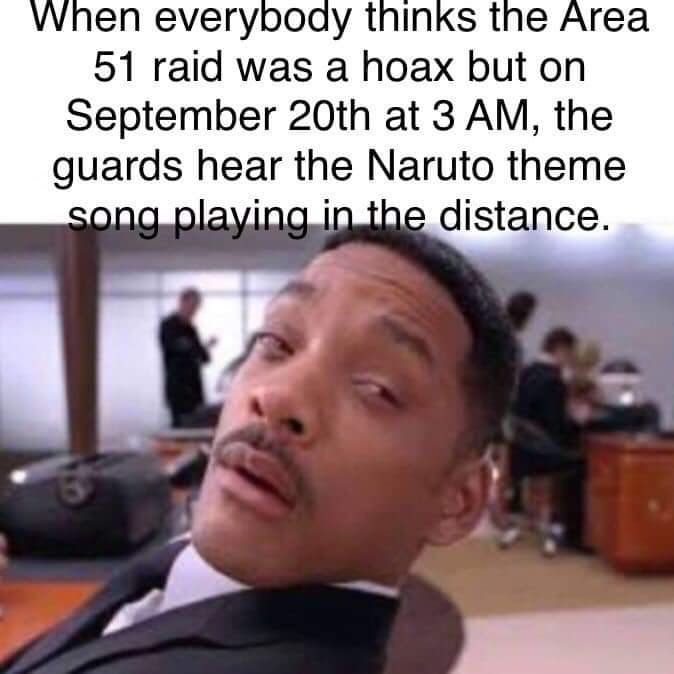 When everybody thinks the Area
51 raid was a hoax but on
September 20th at 3 AM, the
guards hear the Naruto theme
song playing in the distance.